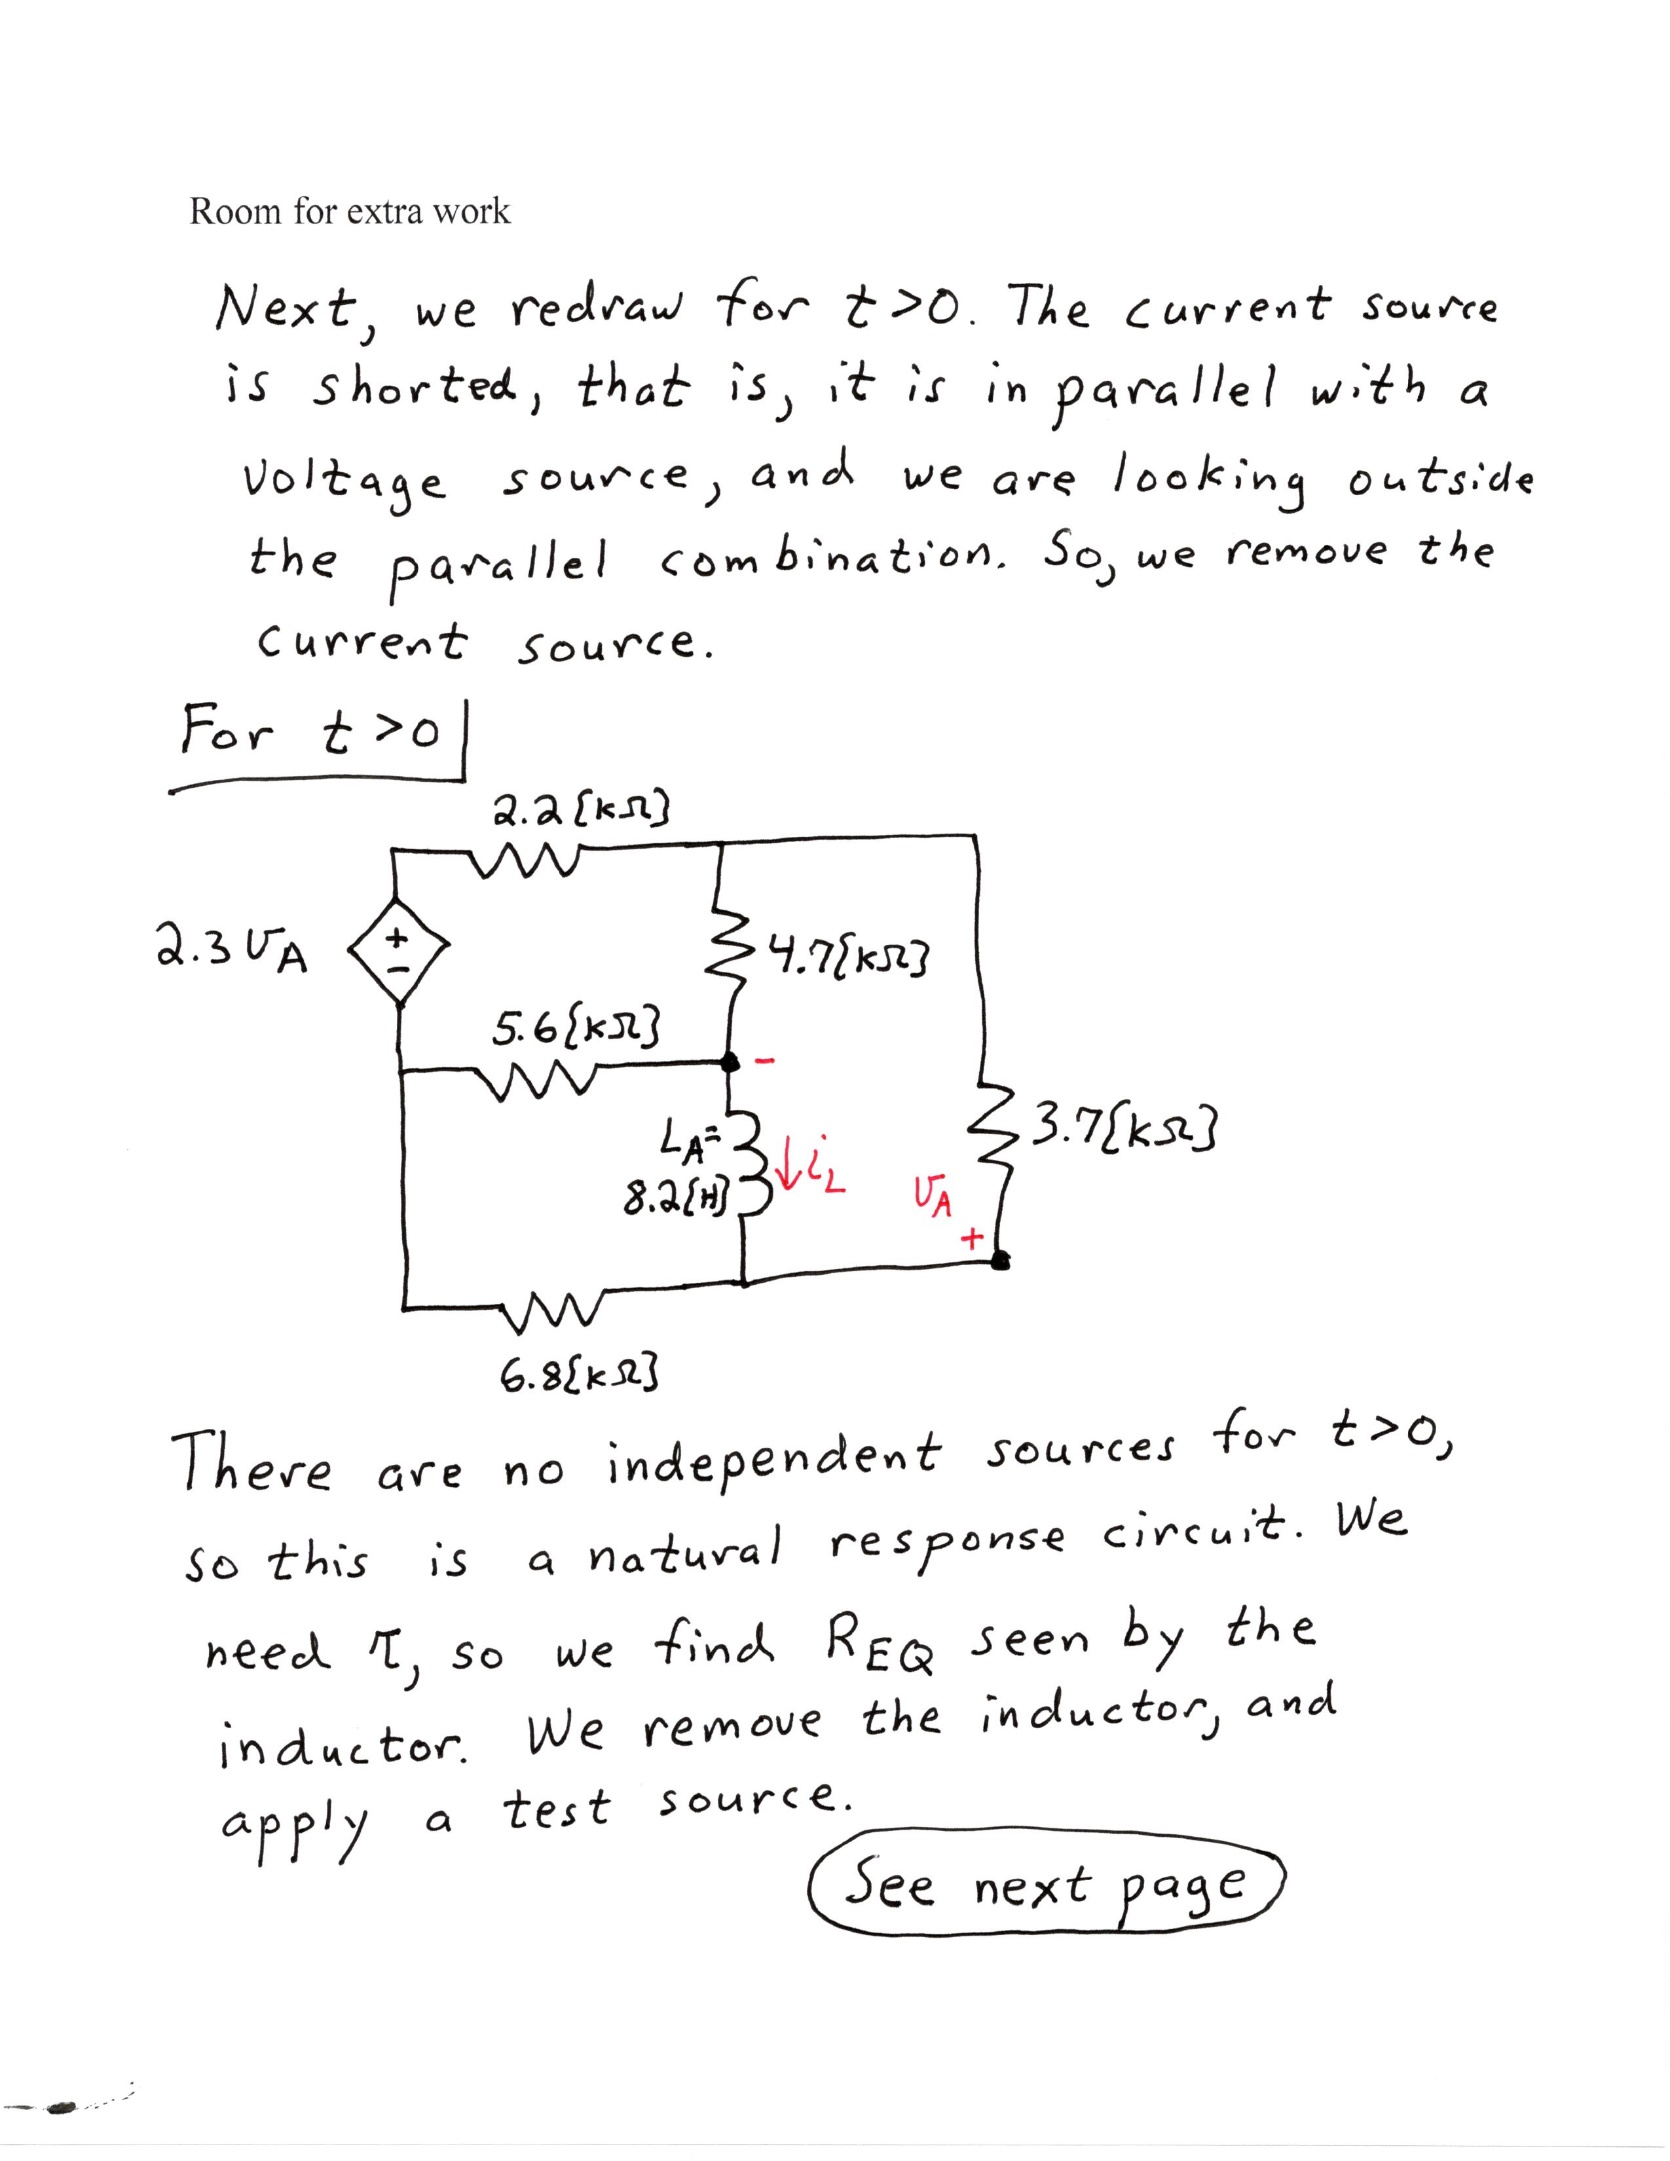 Room for extra work
Next, we redraw for t>0. The current source
is shorted, that is, it is in parallel with a
voltage source, and we are looking outside
the parallel combination. So, we remove the
current source.
For t>0
2.2[kΩ]
2.3 vA
+
-
4.7[kΩ]
5.6[kΩ]
-
LA=
8.2[H]
↓iL
vA
+
3.7[kΩ]
6.8[kΩ]
There are no independent sources for t>0,
so this is a natural response circuit. We
need τ, so we find REQ seen by the
inductor. We remove the inductor, and
apply a test source.
See next page